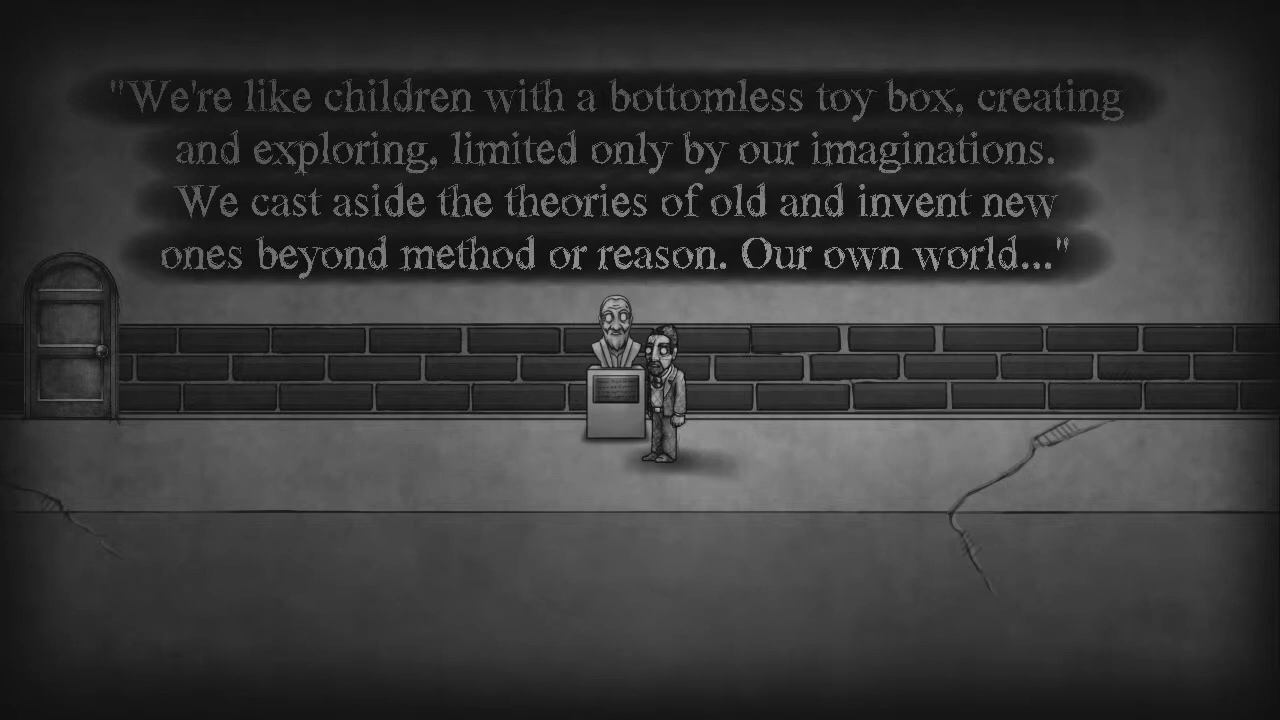 "We're like children with a bottomless toy box, creating
and exploring, limited only by our imaginations.
We cast aside the theories of old and invent new
ones beyond method or reason. Our own world..."